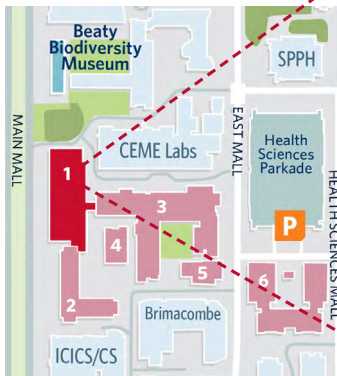 Beaty
Biodiversity
Museum
SPPH
MAIN MALL
CEME Labs
EAST MALL
Health
Sciences
Parkade
HEALTH SCIENCES MALL
1
P
3
4
5
6
2
Brimacombe
ICICS/CS